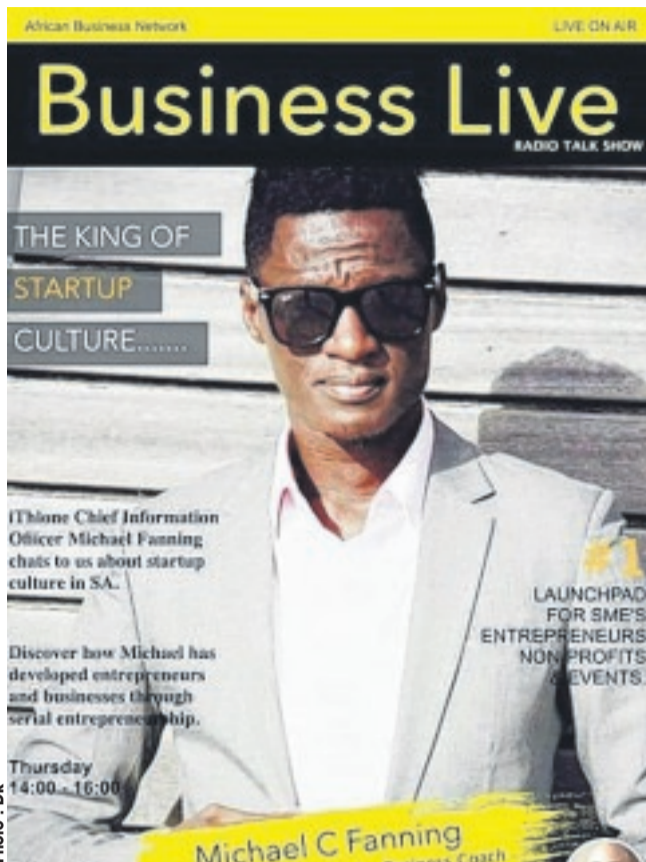 African Business Network
LIVE ON AIR
Business Live
RADIO TALK SHOW
THE KING OF
STARTUP
CULTURE.......
iThione Chief Information
Officer Michael Fanning
chats to us about startup
culture in SA.
Discover how Michael has
developed entrepreneurs
and businesses through
serial entrepreneurship.
Thursday
14:00 - 16:00
#1
LAUNCHPAD
FOR SME'S
ENTREPRENEURS
NON PROFITS
& EVENTS.
Michael C Fanning
Business Coach